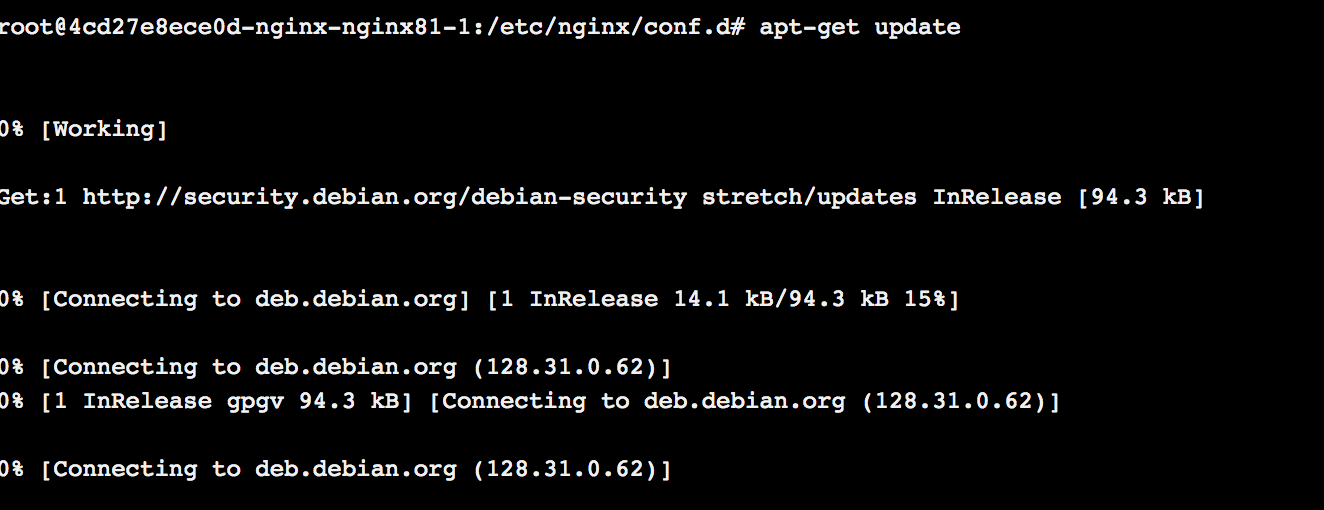 root@4cd27e8ece0d-nginx-nginx81-1:/etc/nginx/conf.d# apt-get update
0% [Working]
Get:1 http://security.debian.org/debian-security stretch/updates InRelease [94.3 kB]
0% [Connecting to deb.debian.org] [1 InRelease 14.1 kB/94.3 kB 15%]
0% [Connecting to deb.debian.org (128.31.0.62)]
0% [1 InRelease gpgv 94.3 kB] [Connecting to deb.debian.org (128.31.0.62)]
0% [Connecting to deb.debian.org (128.31.0.62)]